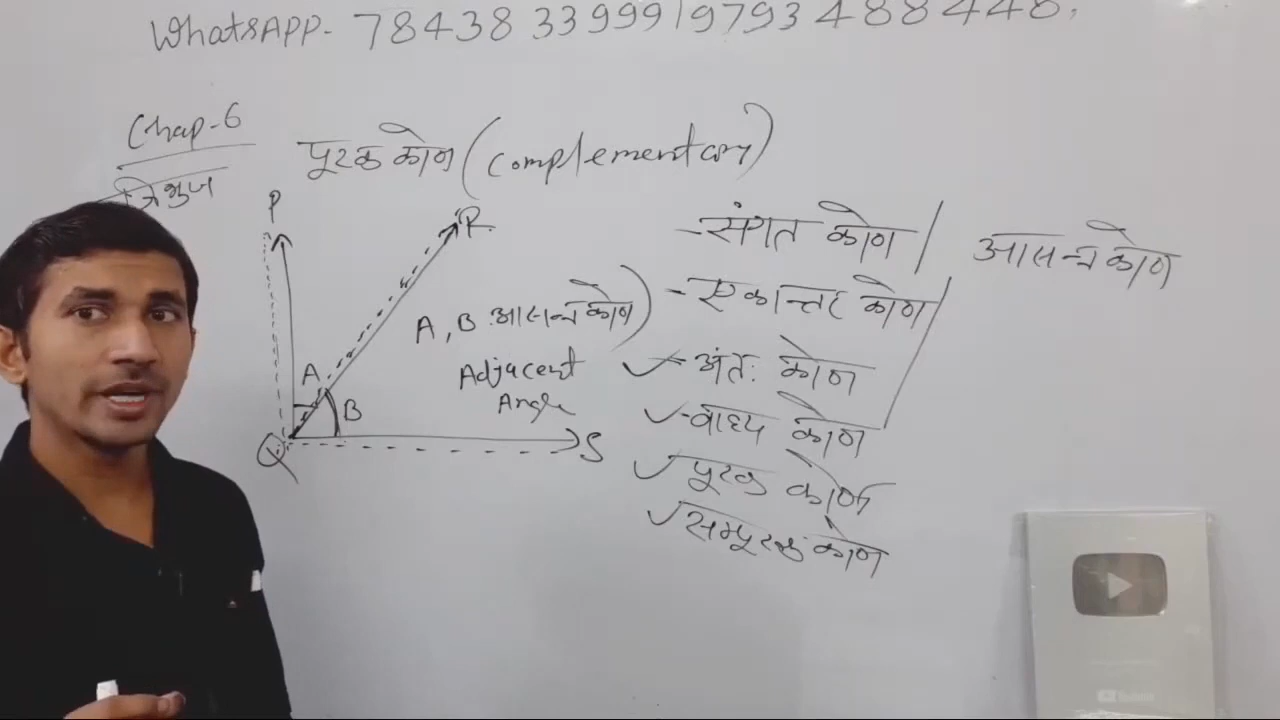 WhatsAPP- 7843833999/9793488448,
Chap-6
त्रिभुज
पूरक कोण (complementary)
P
R
A
B
Q
S
A, B आसन्न कोण)
Adjacent
Angle
-संगत कोण /
-एकान्तर कोण /
- अंतः कोण
-वाह्य कोण
पूरक कोण
सम्पूरक कोण
आसन्न कोण